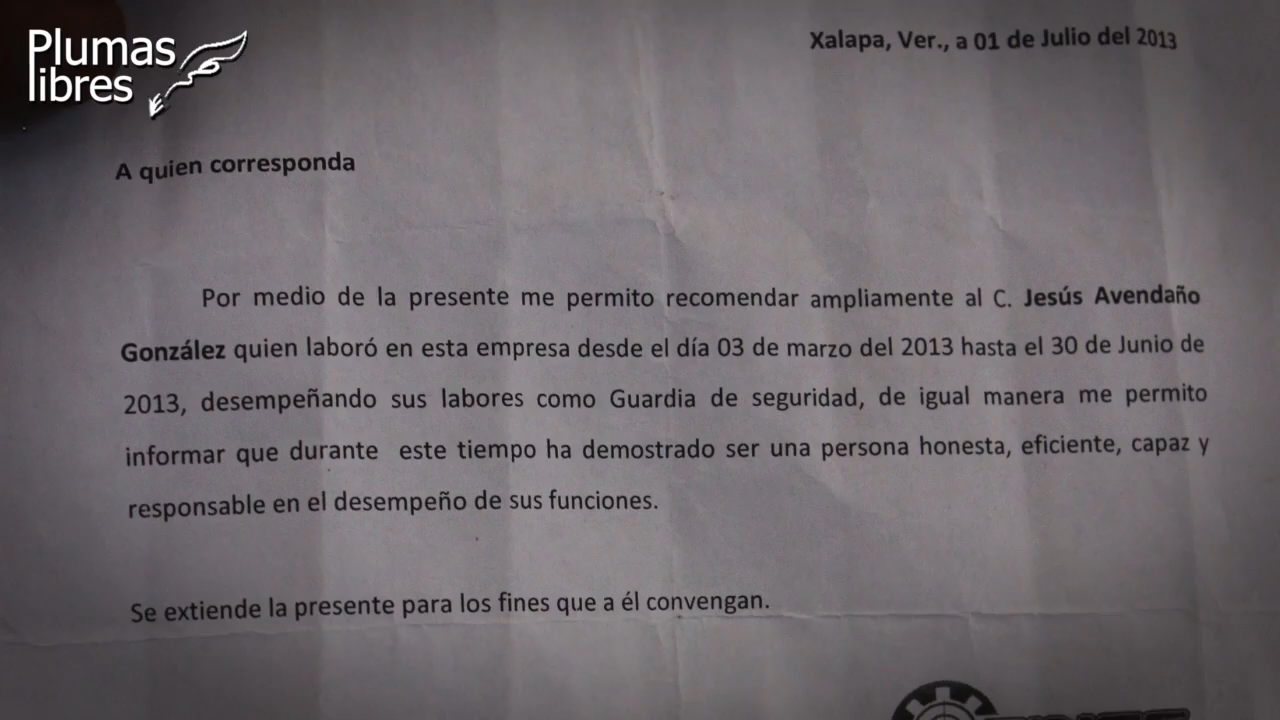 Plumas
libres
Xalapa, Ver., a 01 de Julio del 2013
A quien corresponda
Por medio de la presente me permito recomendar ampliamente al C. Jesús Avendaño
González quien laboró en esta empresa desde el día 03 de marzo del 2013 hasta el 30 de Junio de
2013, desempeñando sus labores como Guardia de seguridad, de igual manera me permito
informar que durante este tiempo ha demostrado ser una persona honesta, eficiente, capaz y
responsable en el desempeño de sus funciones.
Se extiende la presente para los fines que a él convengan.